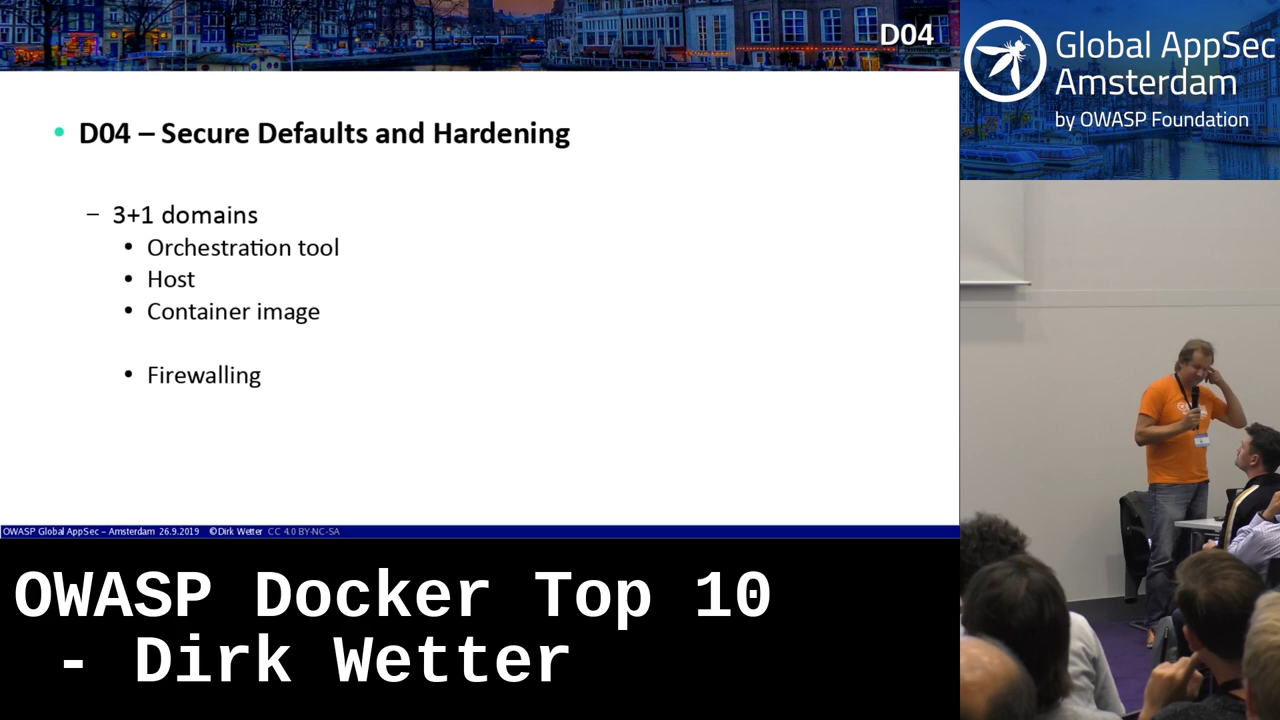 D04
• D04 – Secure Defaults and Hardening
– 3+1 domains
• Orchestration tool
• Host
• Container image
• Firewalling
OWASP Global AppSec – Amsterdam 26.9.2019 ©Dirk Wetter CC 4.0 BY-NC-SA
OWASP Docker Top 10
- Dirk Wetter
Global AppSec
Amsterdam
by OWASP Foundation